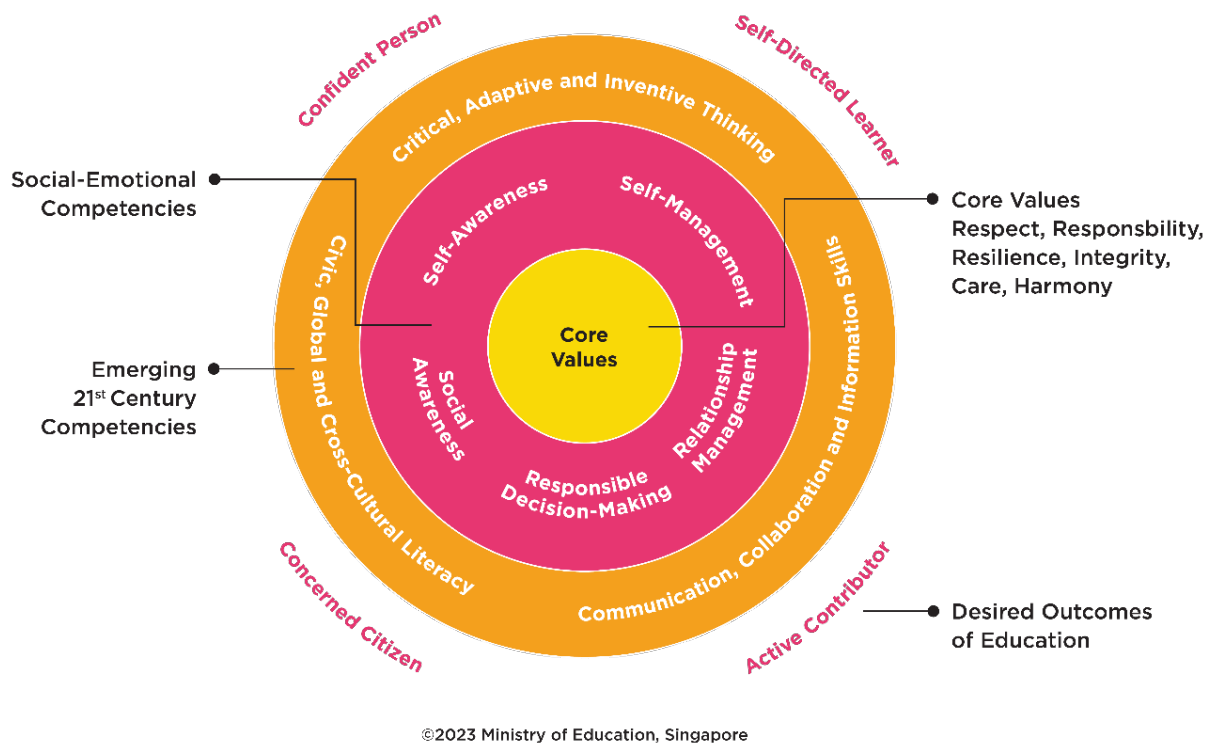 Confident Person
Self-Directed Learner
Critical, Adaptive and Inventive Thinking
Social-Emotional
Competencies
Self-Awareness
Self-Management
Core Values
Respect, Responsbility,
Resilience, Integrity,
Care, Harmony
Civic, Global and Cross-Cultural Literacy
Communication, Collaboration and Information Skills
Core
Values
Emerging
21st Century
Competencies
Social
Awareness
Relationship
Management
Responsible
Decision-Making
Concerned Citizen
Active Contributor
Desired Outcomes
of Education
©2023 Ministry of Education, Singapore